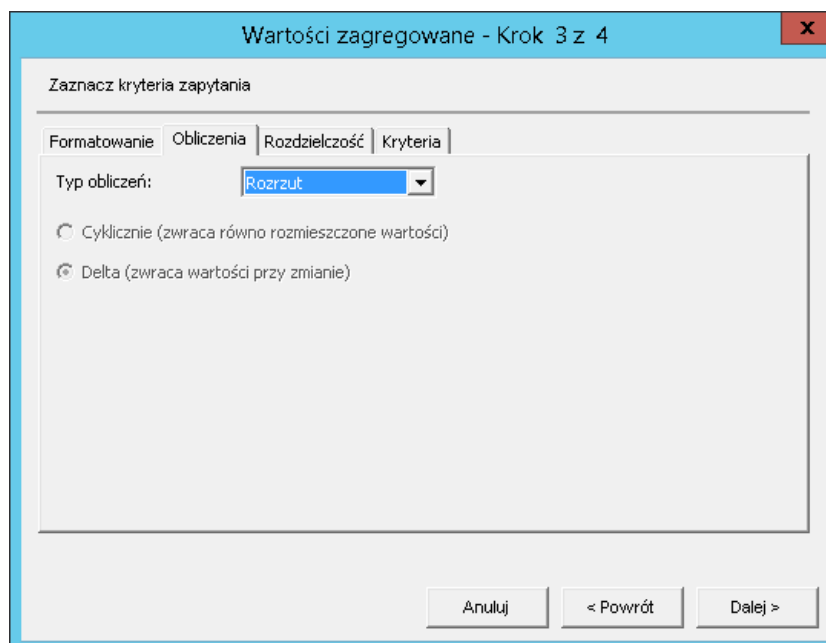 Wartości zagregowane - Krok 3 z 4
x
Zaznacz kryteria zapytania
Formatowanie Obliczenia Rozdzielczość Kryteria
Typ obliczeń: Rozrzut
Cyklicznie (zwraca równo rozmieszczone wartości)
Delta (zwraca wartości przy zmianie)
Anuluj < Powrót Dalej >